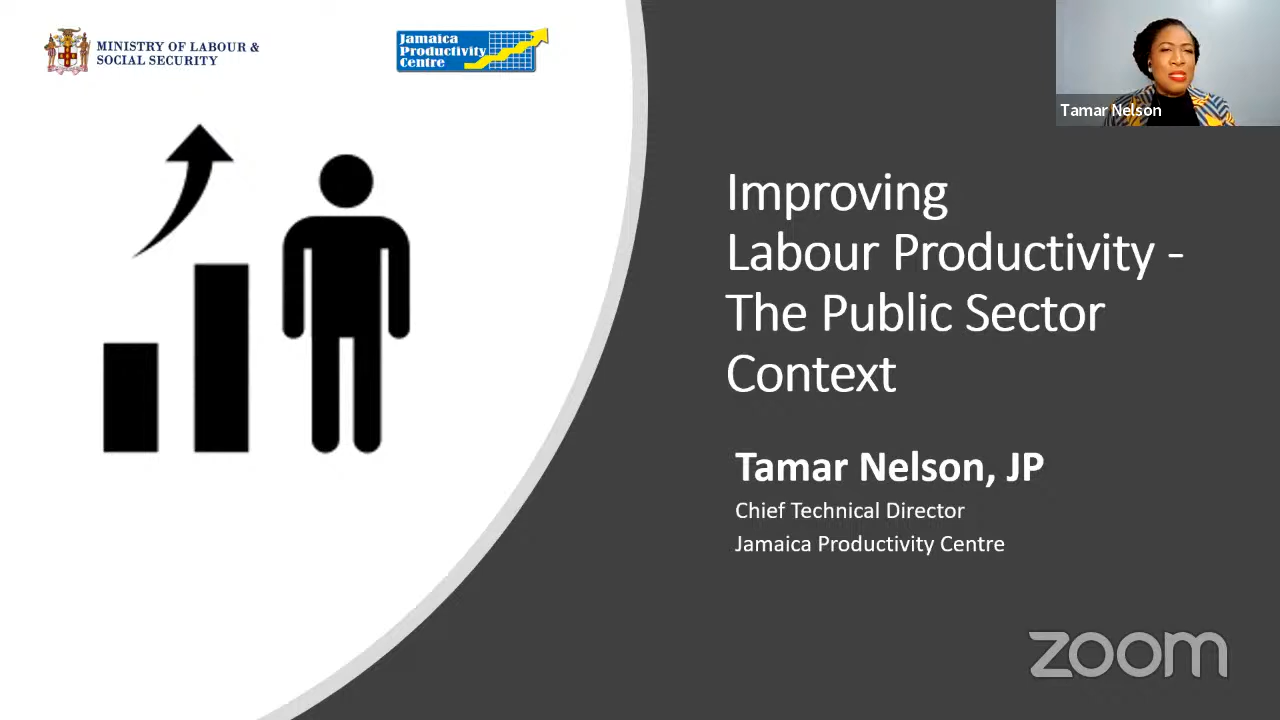 MINISTRY OF LABOUR &
SOCIAL SECURITY
Jamaica
Productivity
Centre
Tamar Nelson
Improving
Labour Productivity -
The Public Sector
Context
Tamar Nelson, JP
Chief Technical Director
Jamaica Productivity Centre
zoom